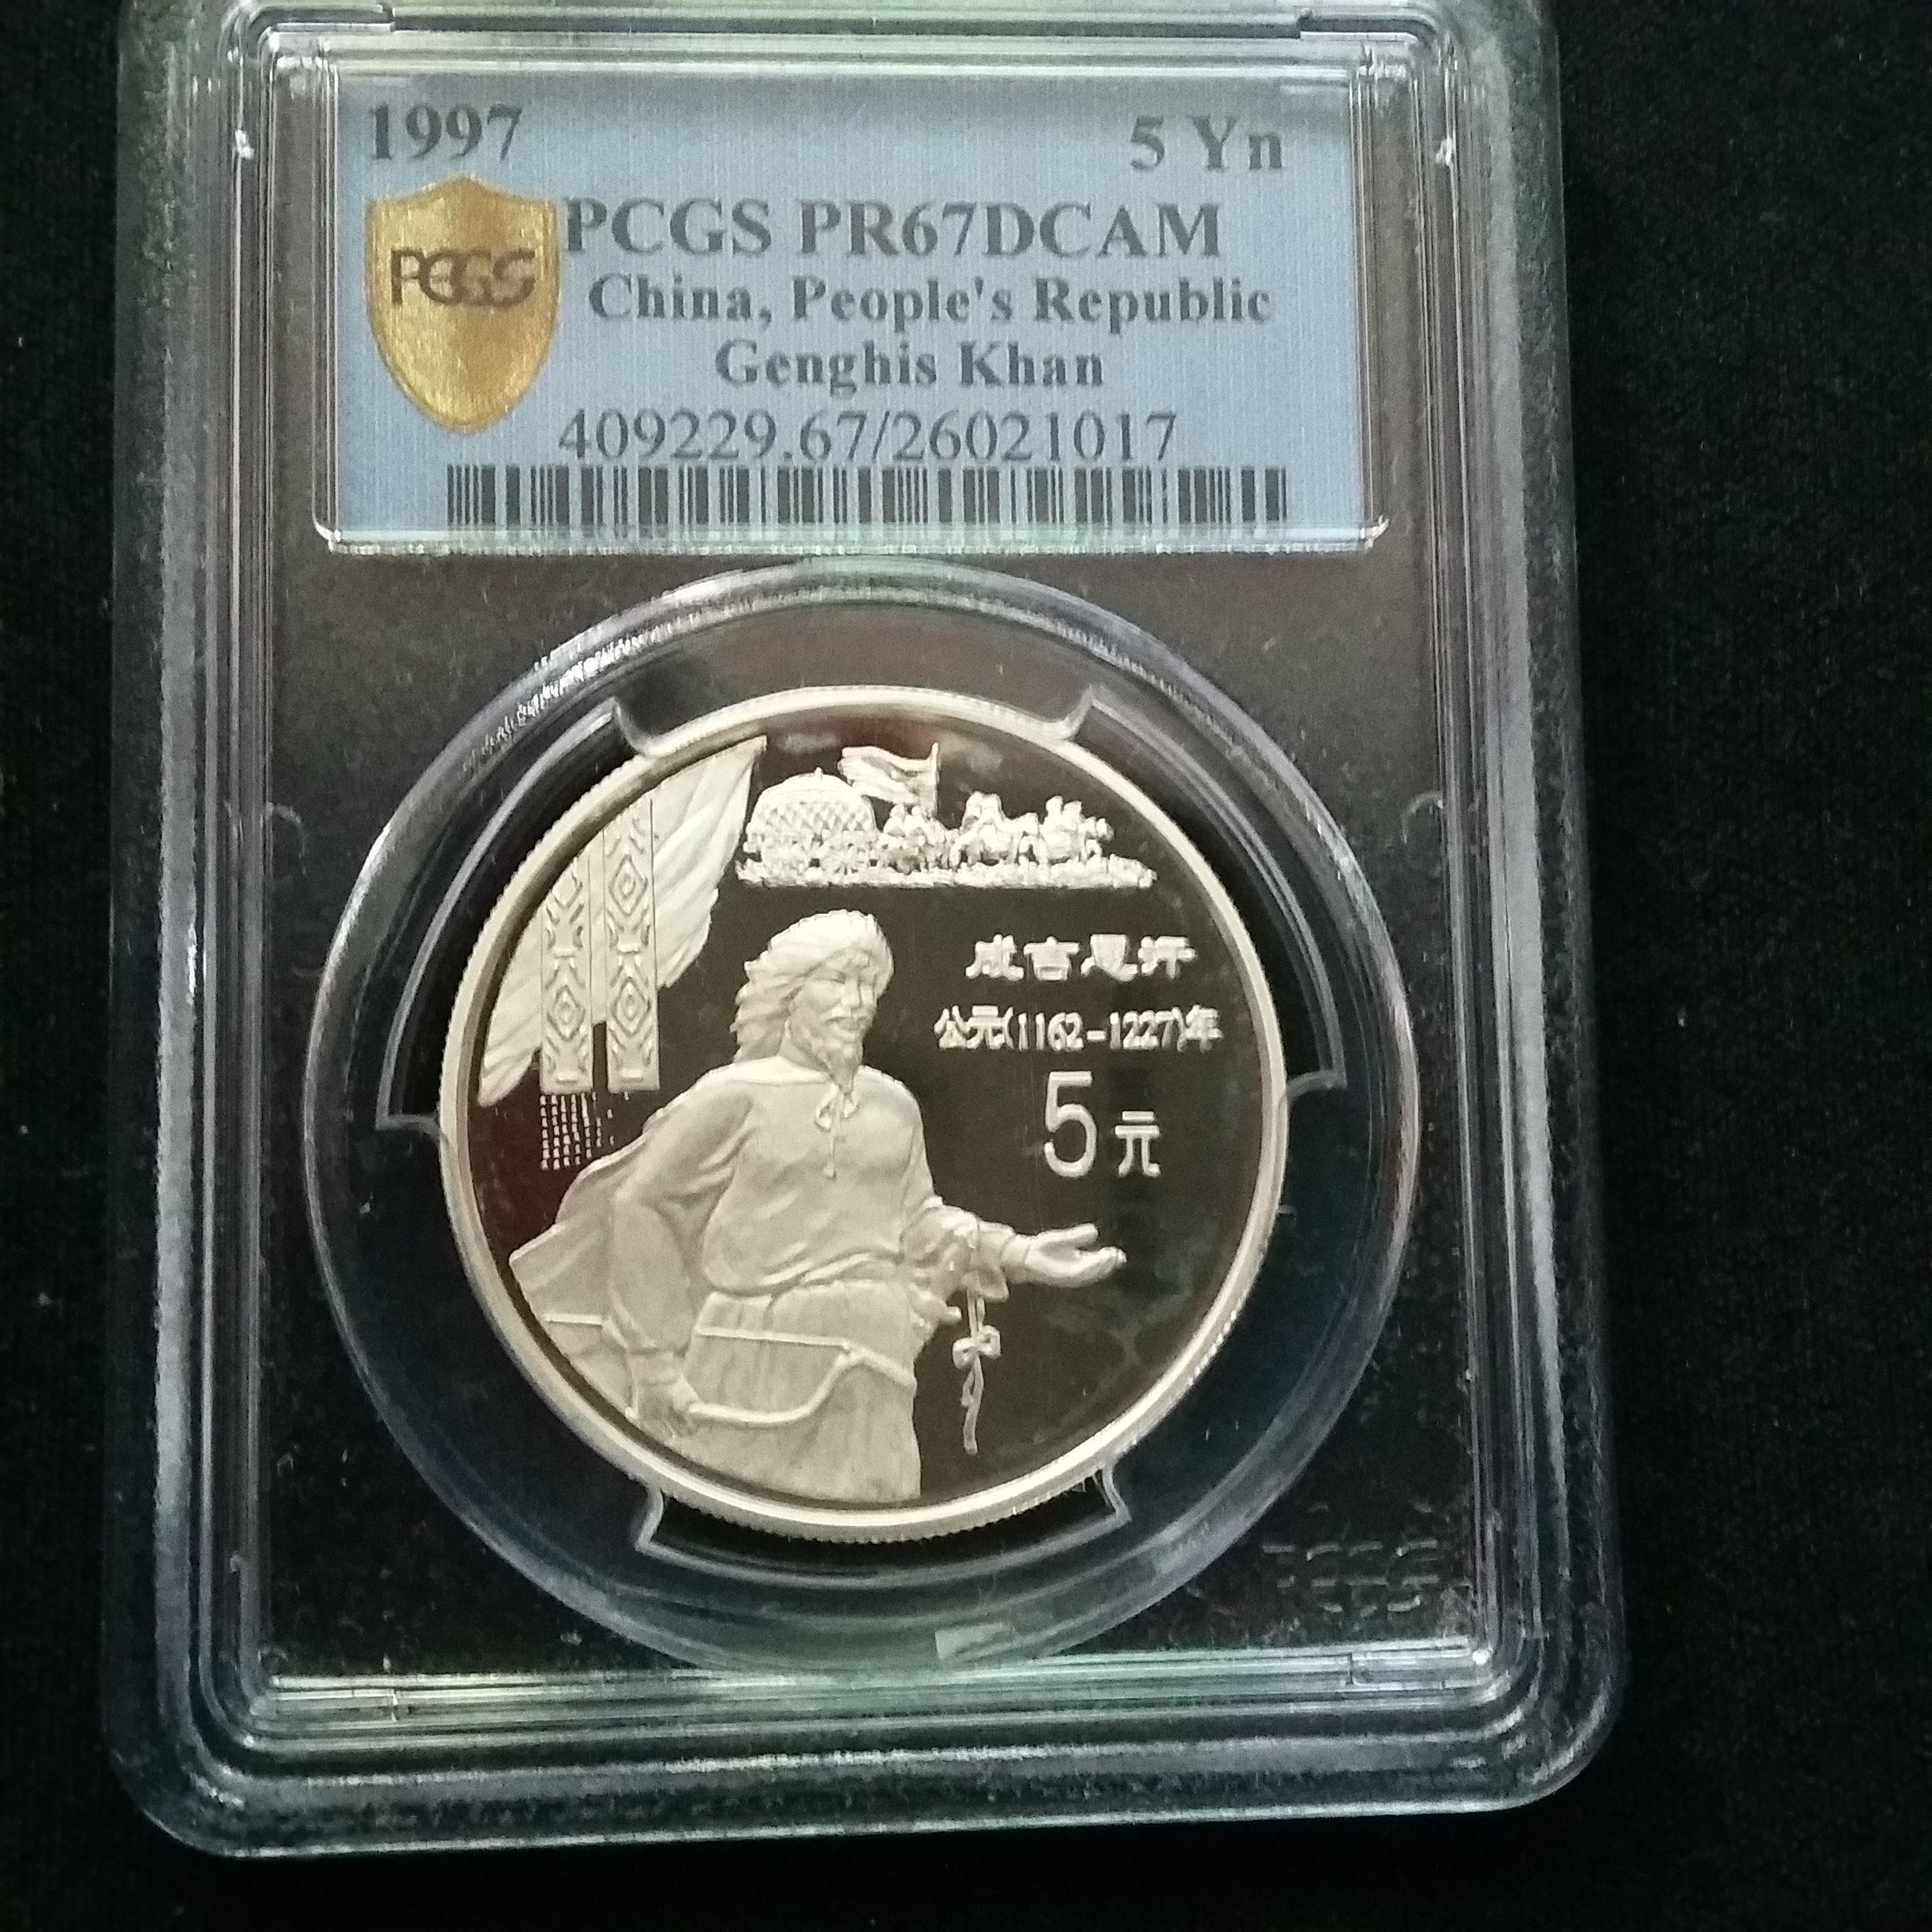 1997 5 Yn
PCGS PCGS PR67DCAM
China, People's Republic
Genghis Khan
409229.67/26021017
成吉思汗
公元(1162-1227)年
5元
PCGS